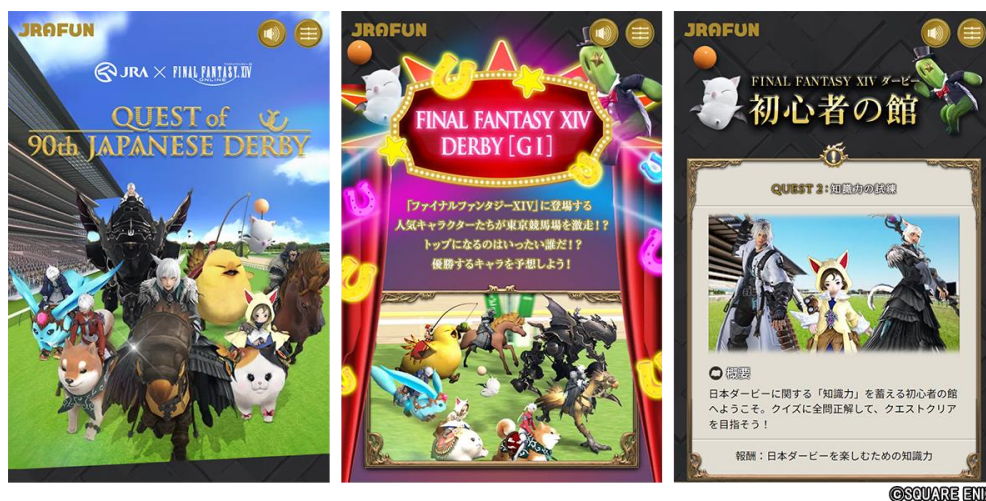 JRAFUN
JRA × FINAL FANTASY XIV
ONLINE
QUEST of
90th JAPANESE DERBY
JRAFUN
FINAL FANTASY XIV
DERBY [GⅠ]
『ファイナルファンタジーXIV』に登場する
人気キャラクターたちが東京競馬場を激走!?
トップになるのはいったい誰だ!?
優勝するキャラを予想しよう!
JRAFUN
FINAL FANTASY XIV ダービー
初心者の館
QUEST 2:知識力の試練
概要
日本ダービーに関する「知識力」を蓄える初心者の館
へようこそ。クイズに全問正解して、クエストクリア
を目指そう!
報酬:日本ダービーを楽しむための知識力
©SQUARE ENI